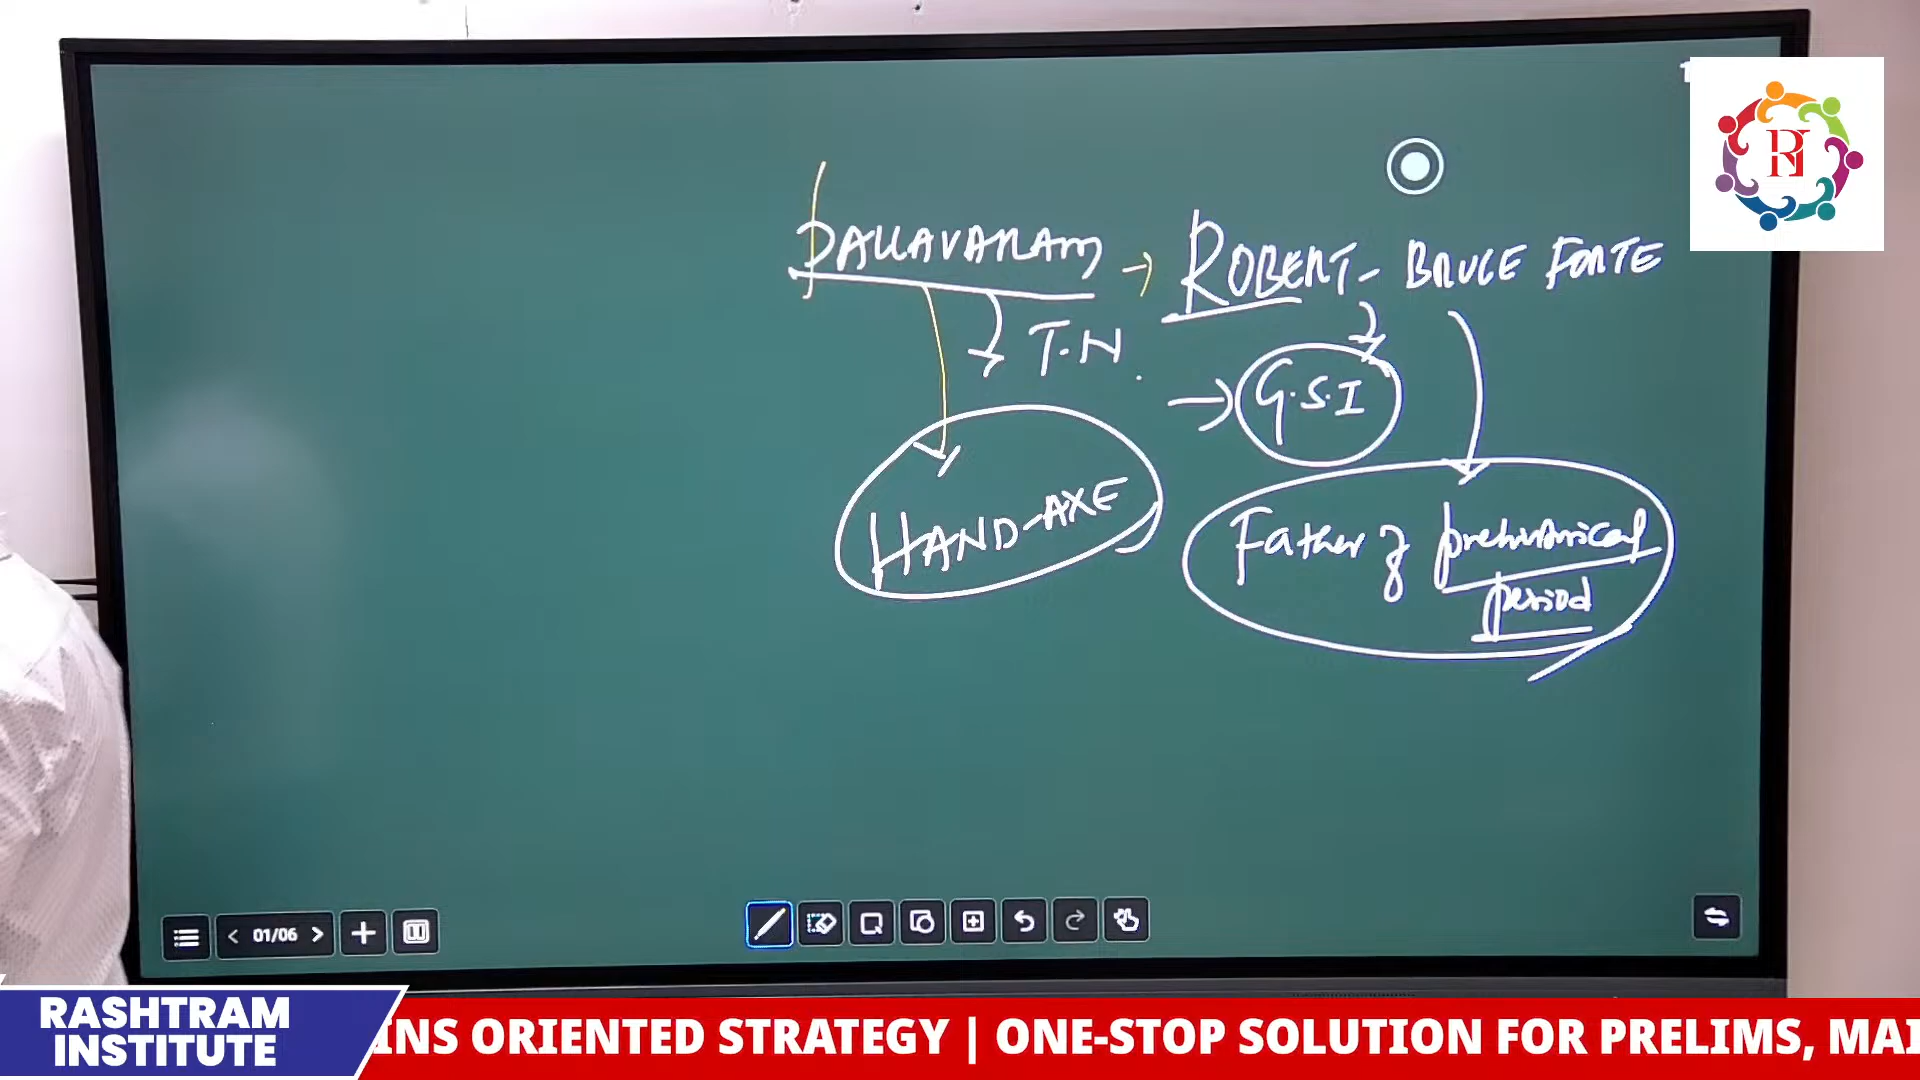 PALLAVARAM → ROBERT - BRUCE FORTE
T.N.
→ G.S.I
HAND-AXE
Father of prehistorical
period
01/06
RASHTRAM
INSTITUTE
INS ORIENTED STRATEGY | ONE-STOP SOLUTION FOR PRELIMS, MAI